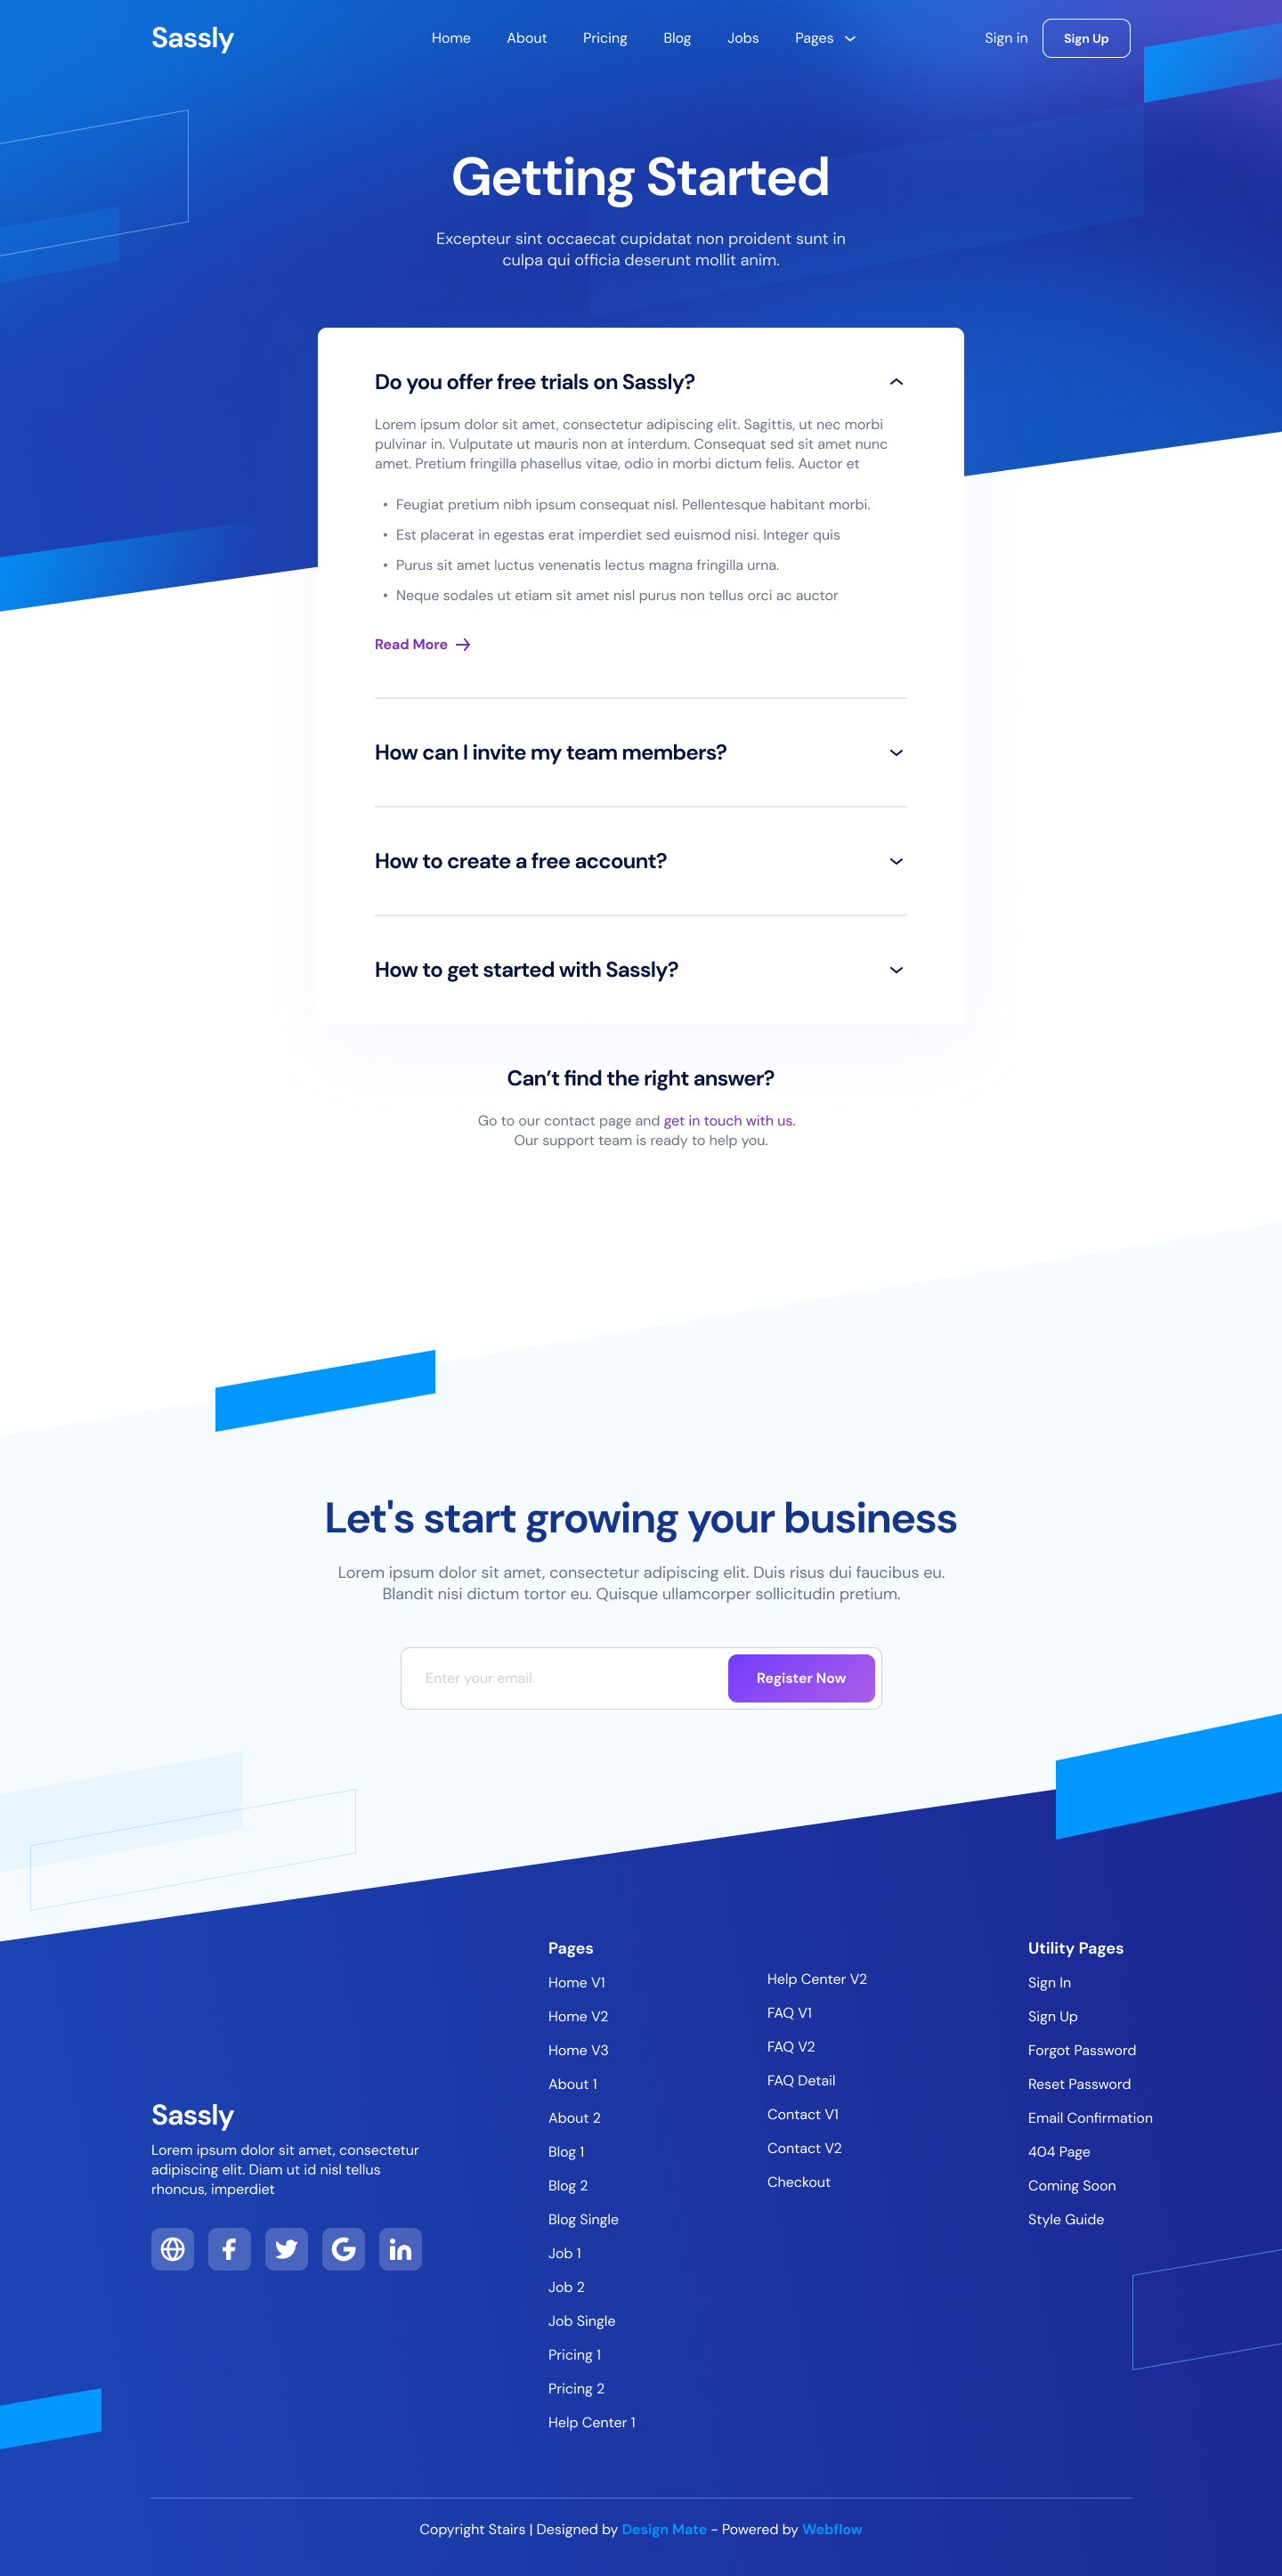 Sassly
Home About Pricing Blog Jobs Pages
Sign in Sign Up
Getting Started
Excepteur sint occaecat cupidatat non proident sunt in
culpa qui officia deserunt mollit anim.
Do you offer free trials on Sassly?
Lorem ipsum dolor sit amet, consectetur adipiscing elit. Sagittis, ut nec morbi
pulvinar in. Vulputate ut mauris non at interdum. Consequat sed sit amet nunc
amet. Pretium fringilla phasellus vitae, odio in morbi dictum felis. Auctor et
• Feugiat pretium nibh ipsum consequat nisl. Pellentesque habitant morbi.
• Est placerat in egestas erat imperdiet sed euismod nisi. Integer quis
• Purus sit amet luctus venenatis lectus magna fringilla urna.
• Neque sodales ut etiam sit amet nisl purus non tellus orci ac auctor
Read More
How can I invite my team members?
How to create a free account?
How to get started with Sassly?
Can’t find the right answer?
Go to our contact page and get in touch with us.
Our support team is ready to help you.
Let's start growing your business
Lorem ipsum dolor sit amet, consectetur adipiscing elit. Duis risus dui faucibus eu.
Blandit nisi dictum tortor eu. Quisque ullamcorper sollicitudin pretium.
Enter your email
Register Now
Sassly
Lorem ipsum dolor sit amet, consectetur
adipiscing elit. Diam ut id nisl tellus
rhoncus, imperdiet
Pages
Home V1
Home V2
Home V3
About 1
About 2
Blog 1
Blog 2
Blog Single
Job 1
Job 2
Job Single
Pricing 1
Pricing 2
Help Center 1
Help Center V2
FAQ V1
FAQ V2
FAQ Detail
Contact V1
Contact V2
Checkout
Utility Pages
Sign In
Sign Up
Forgot Password
Reset Password
Email Confirmation
404 Page
Coming Soon
Style Guide
Copyright Stairs | Designed by Design Mate - Powered by Webflow